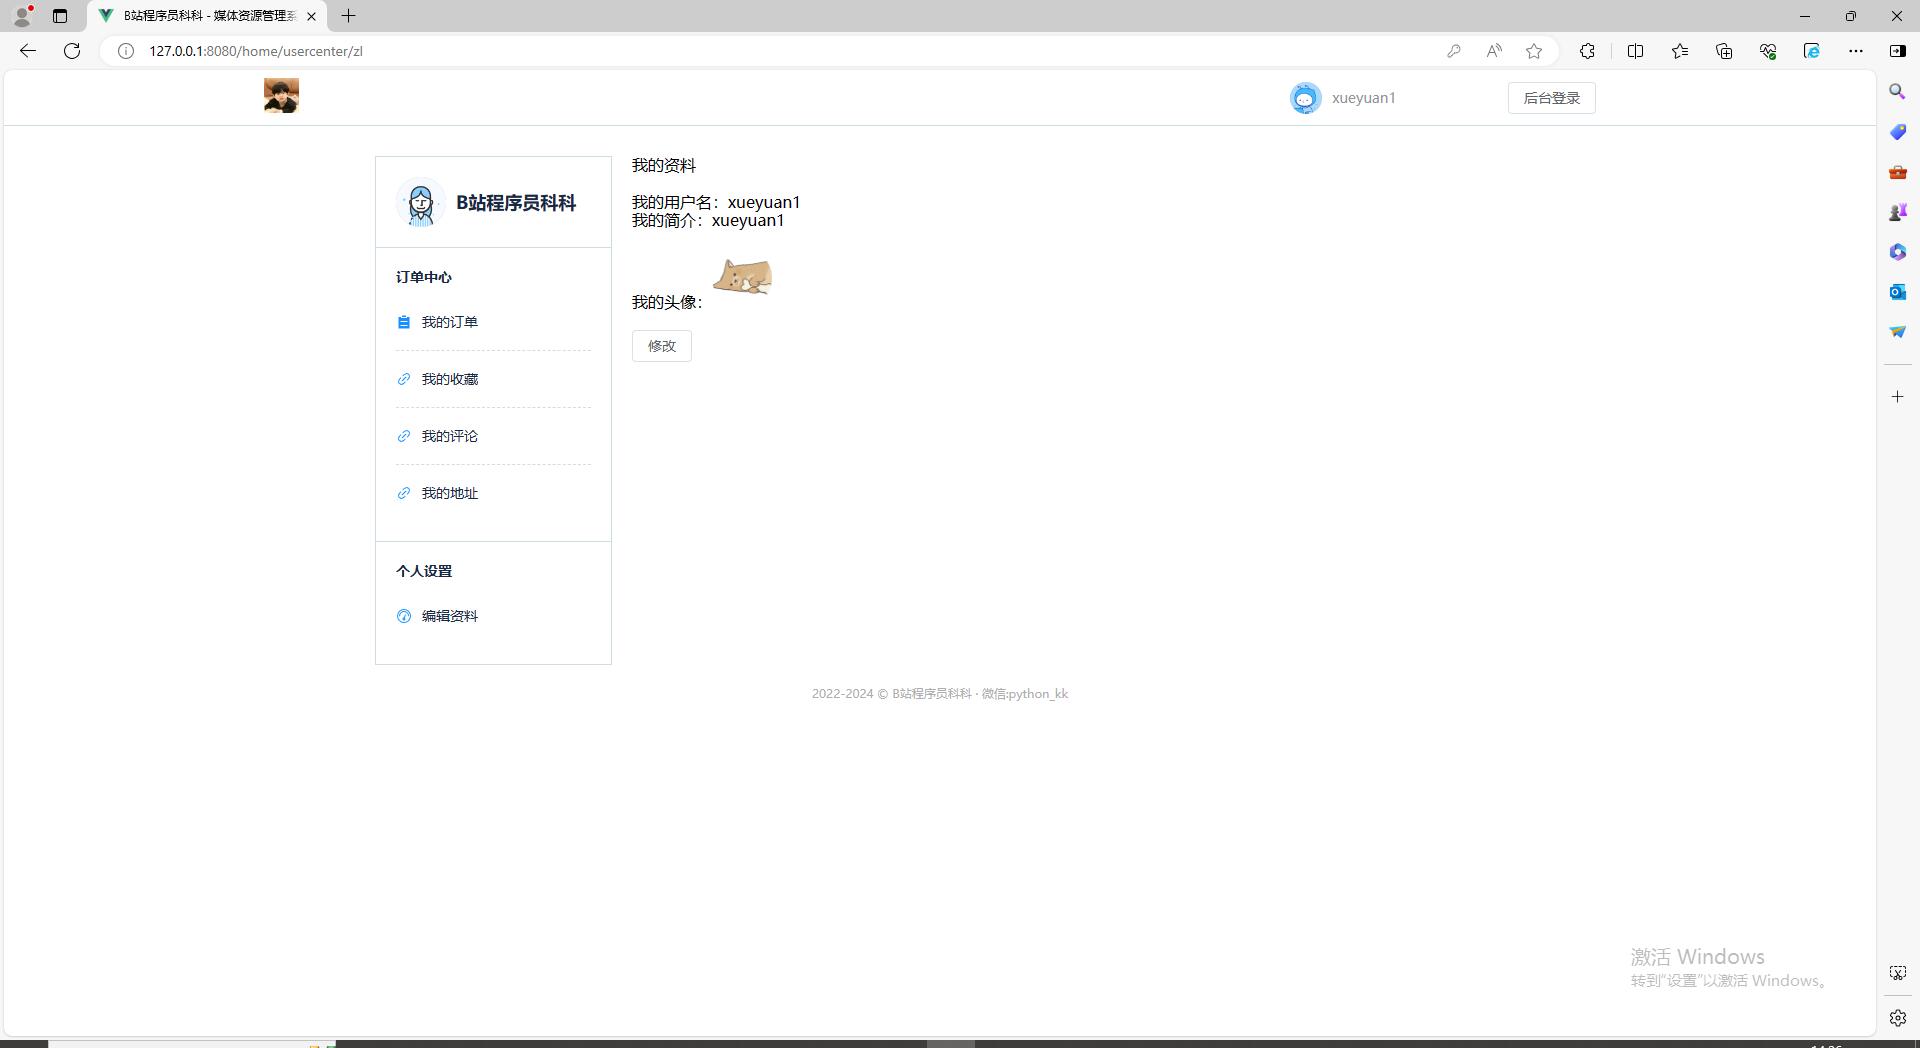 B站程序员科科 - 媒体资源管理系
127.0.0.1:8080/home/usercenter/zl
xueyuan1
后台登录
B站程序员科科
订单中心
我的订单
我的收藏
我的评论
我的地址
个人设置
编辑资料
我的资料
我的用户名：xueyuan1
我的简介：xueyuan1
我的头像：
修改
2022-2024 © B站程序员科科 · 微信:python_kk
激活 Windows
转到"设置"以激活 Windows。